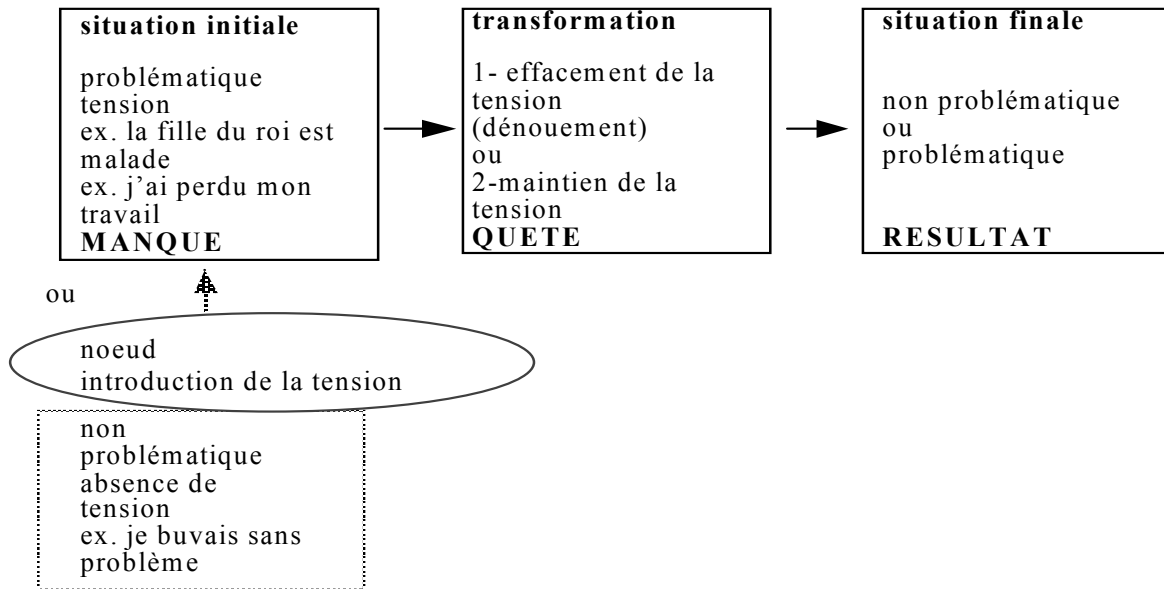 situation initiale
problématique
tension
ex. la fille du roi est
malade
ex. j'ai perdu mon
travail
MANQUE
transformation
1- effacement de la
tension
(dénouement)
ou
2-maintien de la
tension
QUETE
situation finale
non problématique
ou
problématique
RESULTAT
ou
noeud
introduction de la tension
non
problématique
absence de
tension
ex. je buvais sans
problème